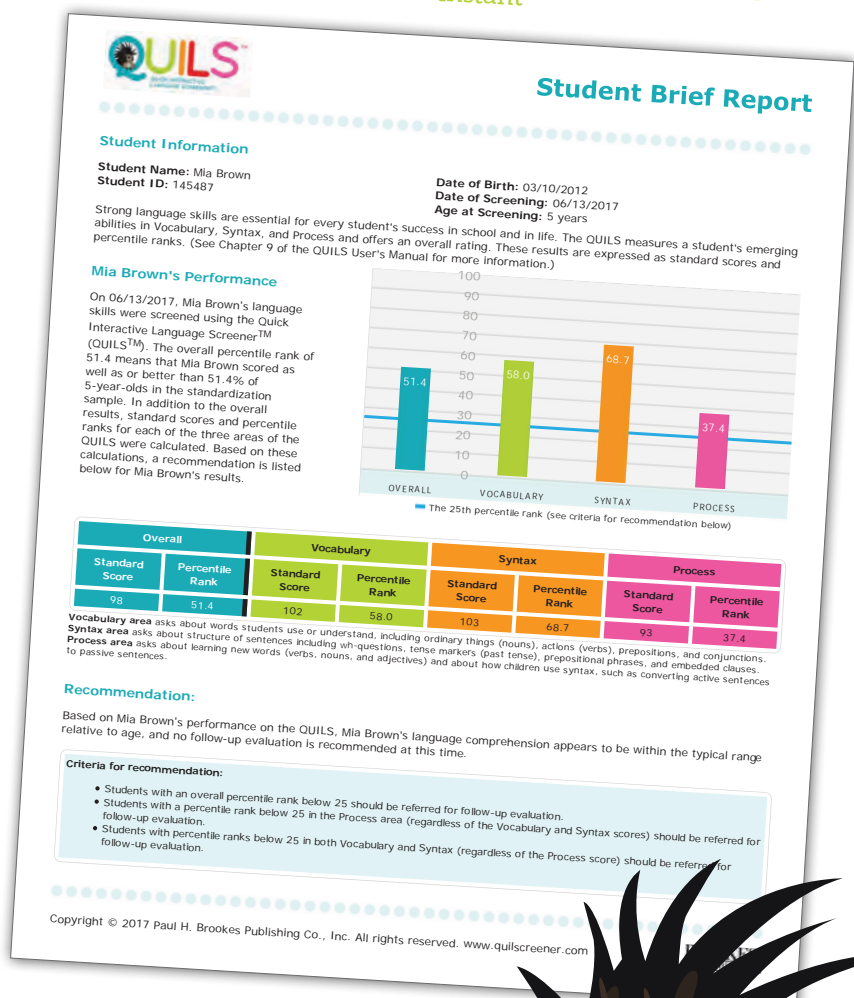 Instant
QUILS™
Student Brief Report
Student Information
Student Name: Mia Brown
Student ID: 145487
Date of Birth: 03/10/2012
Date of Screening: 06/13/2017
Age at Screening: 5 years
Strong language skills are essential for every student's success in school and in life. The QUILS measures a student's emerging
abilities in Vocabulary, Syntax, and Process and offers an overall rating. These results are expressed as standard scores and
percentile ranks. (See Chapter 9 of the QUILS User's Manual for more information.)
Mia Brown's Performance
On 06/13/2017, Mia Brown's language
skills were screened using the Quick
Interactive Language Screener™
(QUILS™). The overall percentile rank of
51.4 means that Mia Brown scored as
well as or better than 51.4% of
5-year-olds in the standardization
sample. In addition to the overall
results, standard scores and percentile
ranks for each of the three areas of the
QUILS were calculated. Based on these
calculations, a recommendation is listed
below for Mia Brown's results.
100
90
80
70
60
50
40
30
20
10
0
51.4
58.0
68.7
37.4
OVERALL
VOCABULARY
SYNTAX
PROCESS
The 25th percentile rank (see criteria for recommendation below)
Overall Vocabulary Syntax Process
Standard Score Percentile Rank Standard Score Percentile Rank Standard Score Percentile Rank Standard Score Percentile Rank
98 51.4 102 58.0 103 68.7 93 37.4
Vocabulary area asks about words students use or understand, including ordinary things (nouns), actions (verbs), prepositions, and conjunctions.
Syntax area asks about structure of sentences including wh-questions, tense markers (past tense), prepositional phrases, and embedded clauses.
Process area asks about learning new words (verbs, nouns, and adjectives) and about how children use syntax, such as converting active sentences
to passive sentences.
Recommendation:
Based on Mia Brown's performance on the QUILS, Mia Brown's language comprehension appears to be within the typical range
relative to age, and no follow-up evaluation is recommended at this time.
Criteria for recommendation:
• Students with an overall percentile rank below 25 should be referred for follow-up evaluation.
• Students with a percentile rank below 25 in the Process area (regardless of the Vocabulary and Syntax scores) should be referred for
follow-up evaluation.
• Students with percentile ranks below 25 in both Vocabulary and Syntax (regardless of the Process score) should be referred for
follow-up evaluation.
Copyright © 2017 Paul H. Brookes Publishing Co., Inc. All rights reserved. www.quilscreener.com